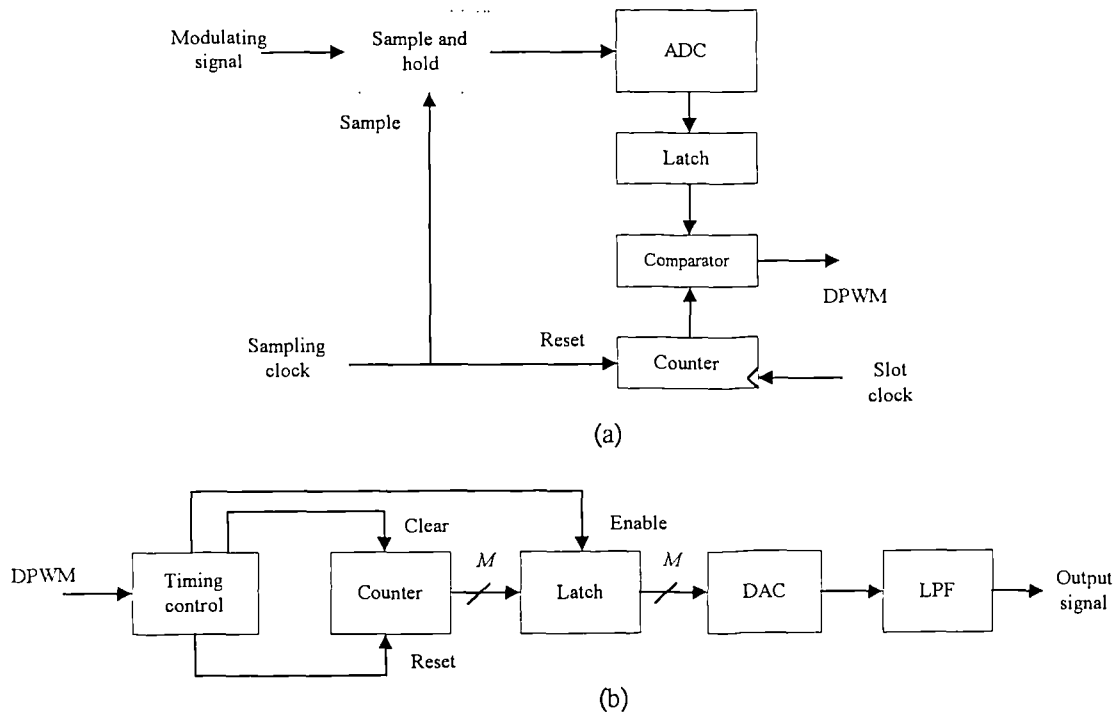 Modulating
signal
Sample and
hold
ADC
Sample
Latch
Comparator
DPWM
Sampling
clock
Reset
Counter
Slot
clock
(a)
Clear
Enable
DPWM
Timing
control
Counter
M
Latch
M
DAC
LPF
Output
signal
Reset
(b)